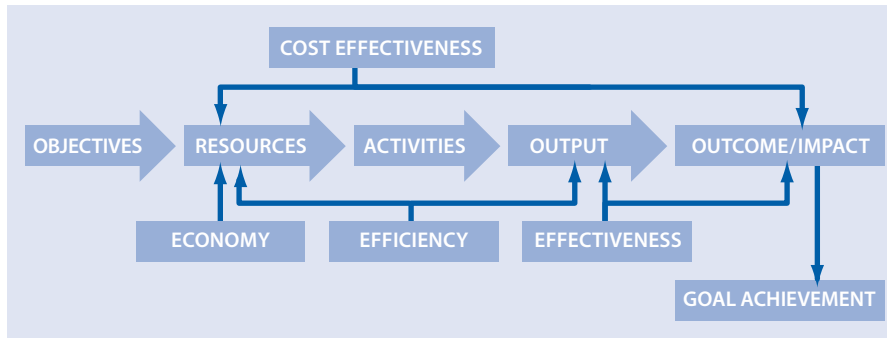 COST EFFECTIVENESS
OBJECTIVES
RESOURCES
ACTIVITIES
OUTPUT
OUTCOME/IMPACT
ECONOMY
EFFICIENCY
EFFECTIVENESS
GOAL ACHIEVEMENT